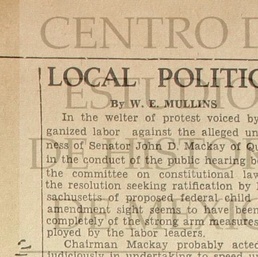 CENTRO D
LOCAL POLITIC
ESTUDIO
By W. E. MULLINS
In the welter of protest voiced by
ganized labor against the alleged un
ness of Senator John D. Mackay of Qu
in the conduct of the public hearing be
the committee on constitutional law
the resolution seeking ratification by
sachusetts of proposed federal child
amendment sight seems to have been
completely of the strong arm measures
ployed by the labor leaders.
Chairman Mackay probably acted
judiciously in undertaking to speed u